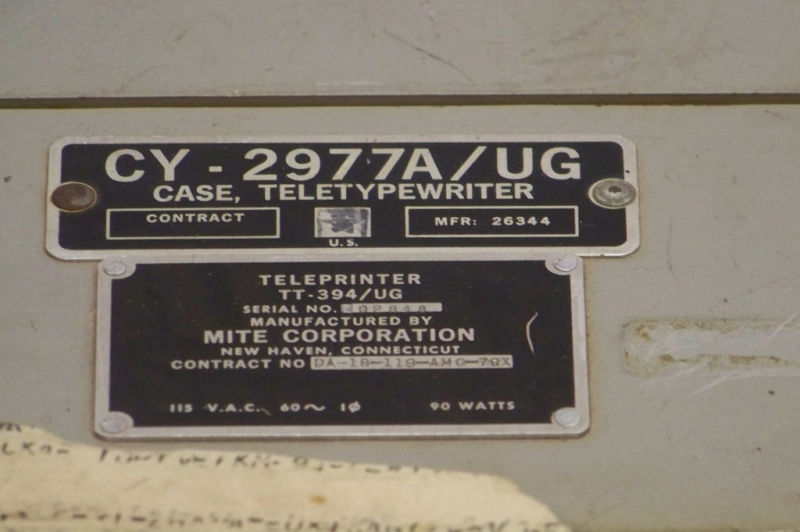 CY - 2977A/UG
CASE, TELETYPEWRITER
CONTRACT
U.S.
MFR: 26344
TELEPRINTER
TT-394/UG
SERIAL NO.
MANUFACTURED BY
MITE CORPORATION
NEW HAVEN, CONNECTICUT
CONTRACT NO DA-18-119-AMC-79X
115 V.A.C. 60~ 1Ø 90 WATTS